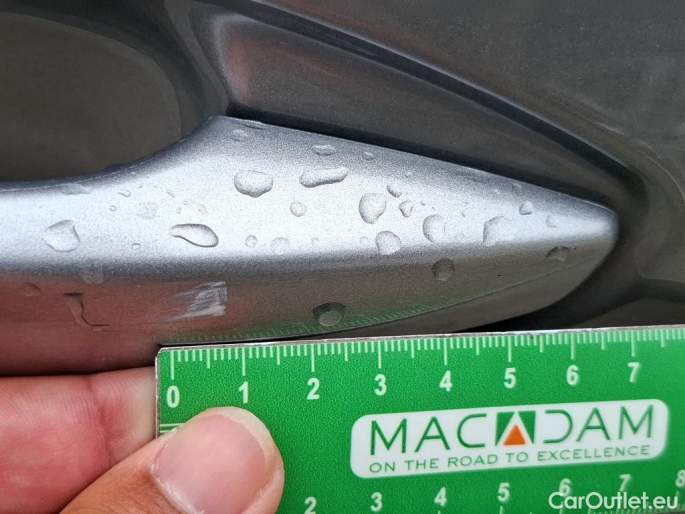 0 1 2 3 4 5 6 7
MACADAM
ON THE ROAD TO EXCELLENCE
2 3 4 5 6 7 8
CarOutlet.eu